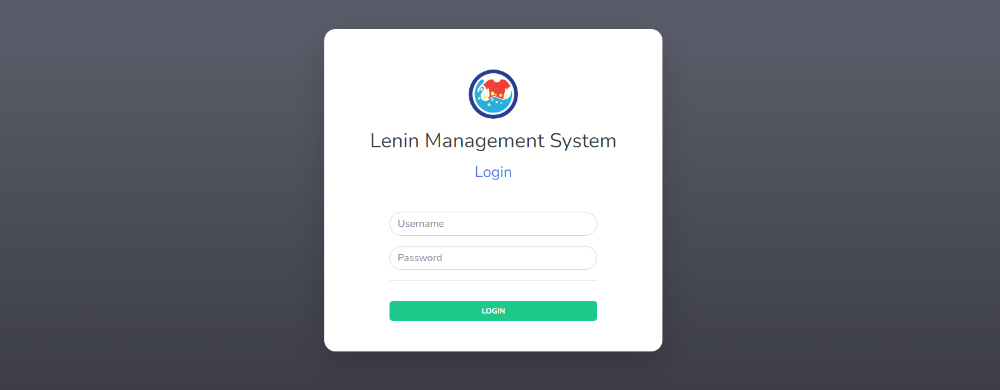 Lenin Management System
Login
Username
Password
LOGIN